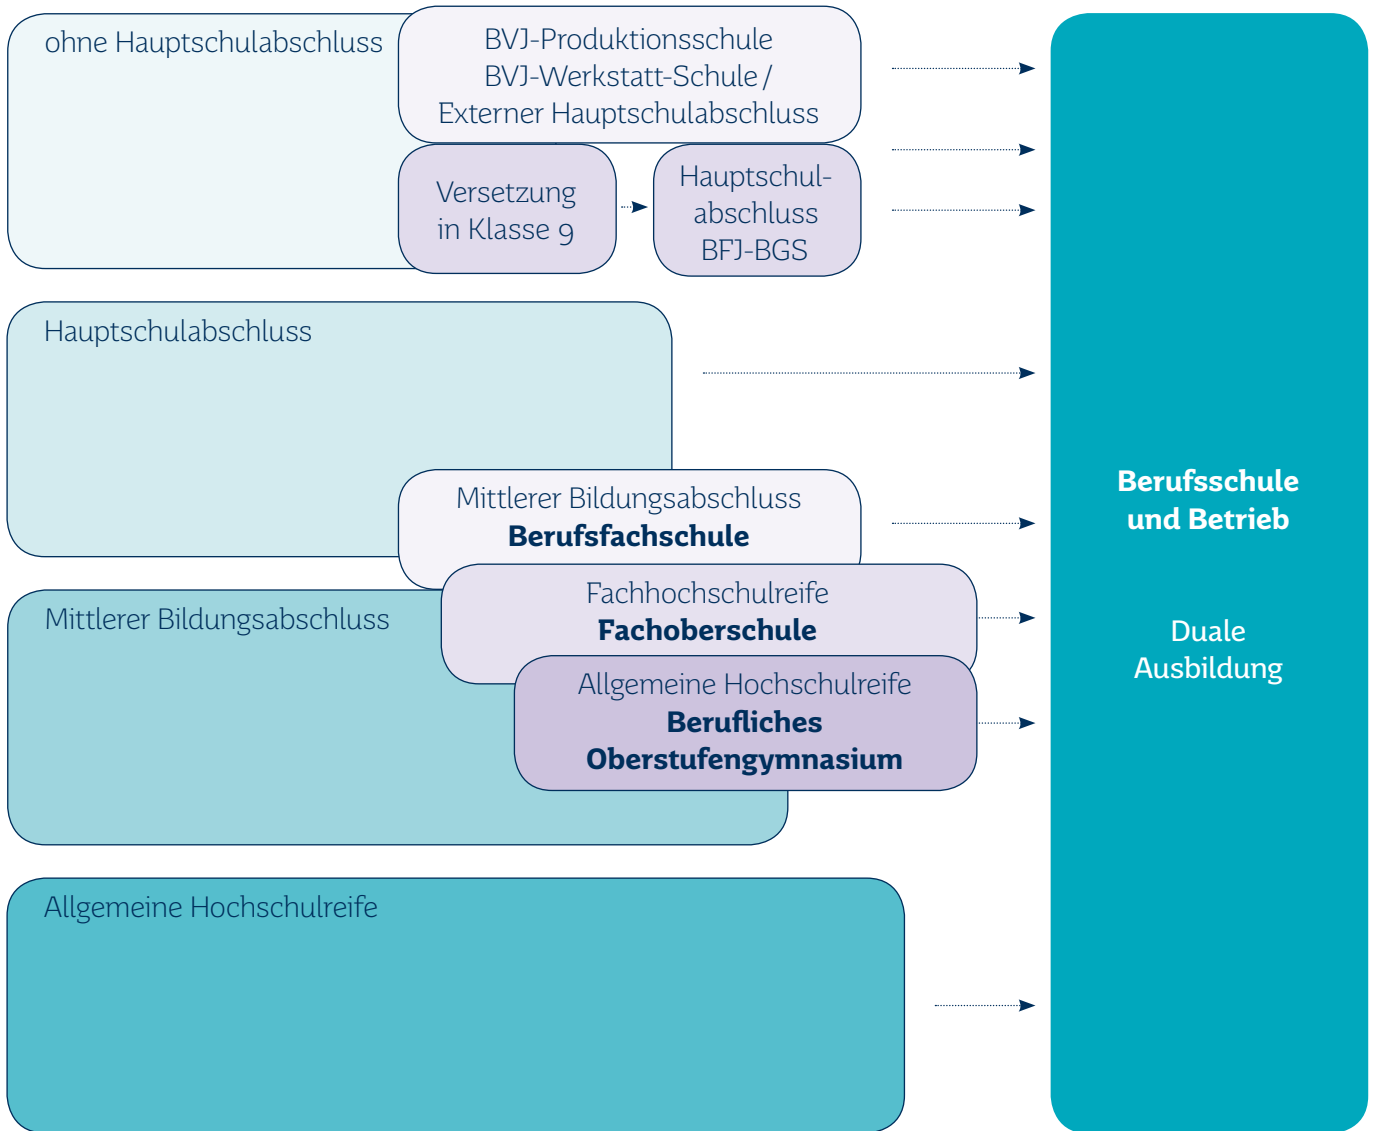 ohne Hauptschulabschluss
BVJ-Produktionsschule
BVJ-Werkstatt-Schule /
Externer Hauptschulabschluss
Versetzung
in Klasse 9
Hauptschul-
abschluss
BFJ-BGS
Hauptschulabschluss
Mittlerer Bildungsabschluss
Berufsfachschule
Fachhochschulreife
Fachoberschule
Mittlerer Bildungsabschluss
Allgemeine Hochschulreife
Berufliches
Oberstufengymnasium
Allgemeine Hochschulreife
Berufsschule
und Betrieb
Duale
Ausbildung